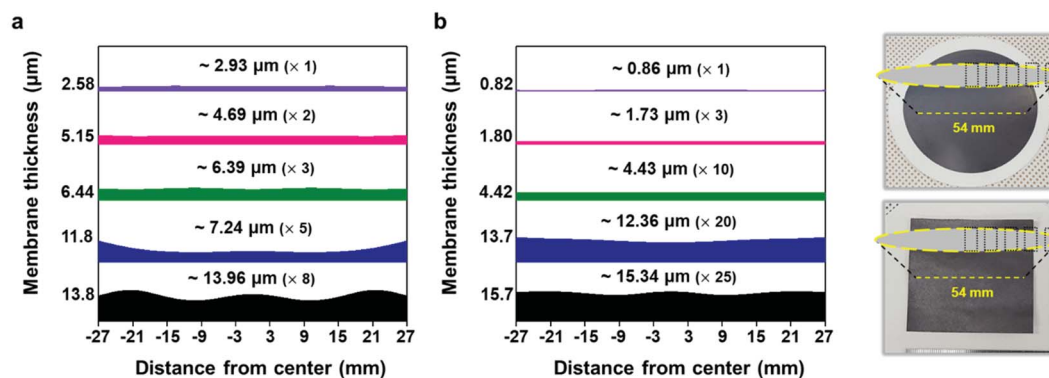 a
Membrane thickness (μm)
2.58
5.15
6.44
11.8
13.8
~ 2.93 μm (× 1)
~ 4.69 μm (× 2)
~ 6.39 μm (× 3)
~ 7.24 μm (× 5)
~ 13.96 μm (× 8)
-27 -21 -15 -9 -3 3 9 15 21 27
Distance from center (mm)
b
Membrane thickness (μm)
0.82
1.80
4.42
13.7
15.7
~ 0.86 μm (× 1)
~ 1.73 μm (× 3)
~ 4.43 μm (× 10)
~ 12.36 μm (× 20)
~ 15.34 μm (× 25)
-27 -21 -15 -9 -3 3 9 15 21 27
Distance from center (mm)
54 mm
54 mm